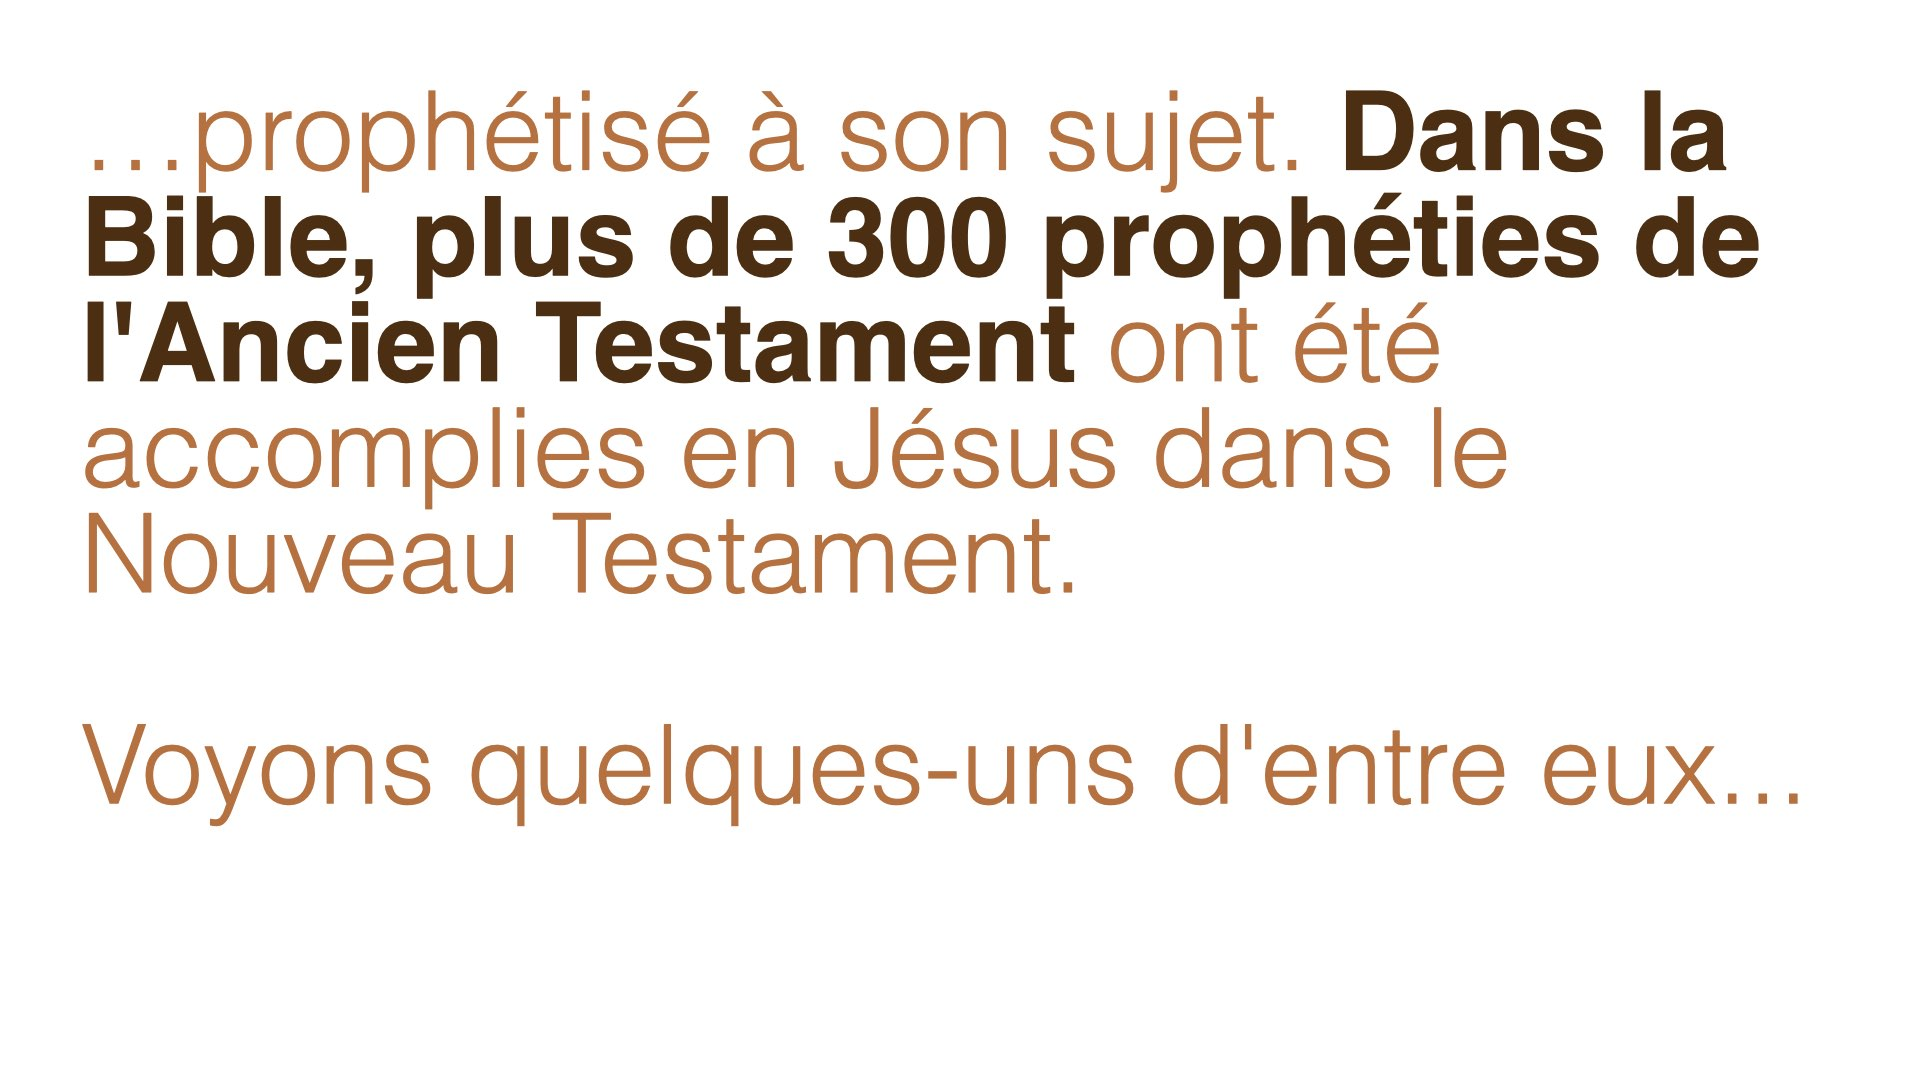 …prophétisé à son sujet. Dans la
Bible, plus de 300 prophéties de
l'Ancien Testament ont été
accomplies en Jésus dans le
Nouveau Testament.
Voyons quelques-uns d'entre eux...